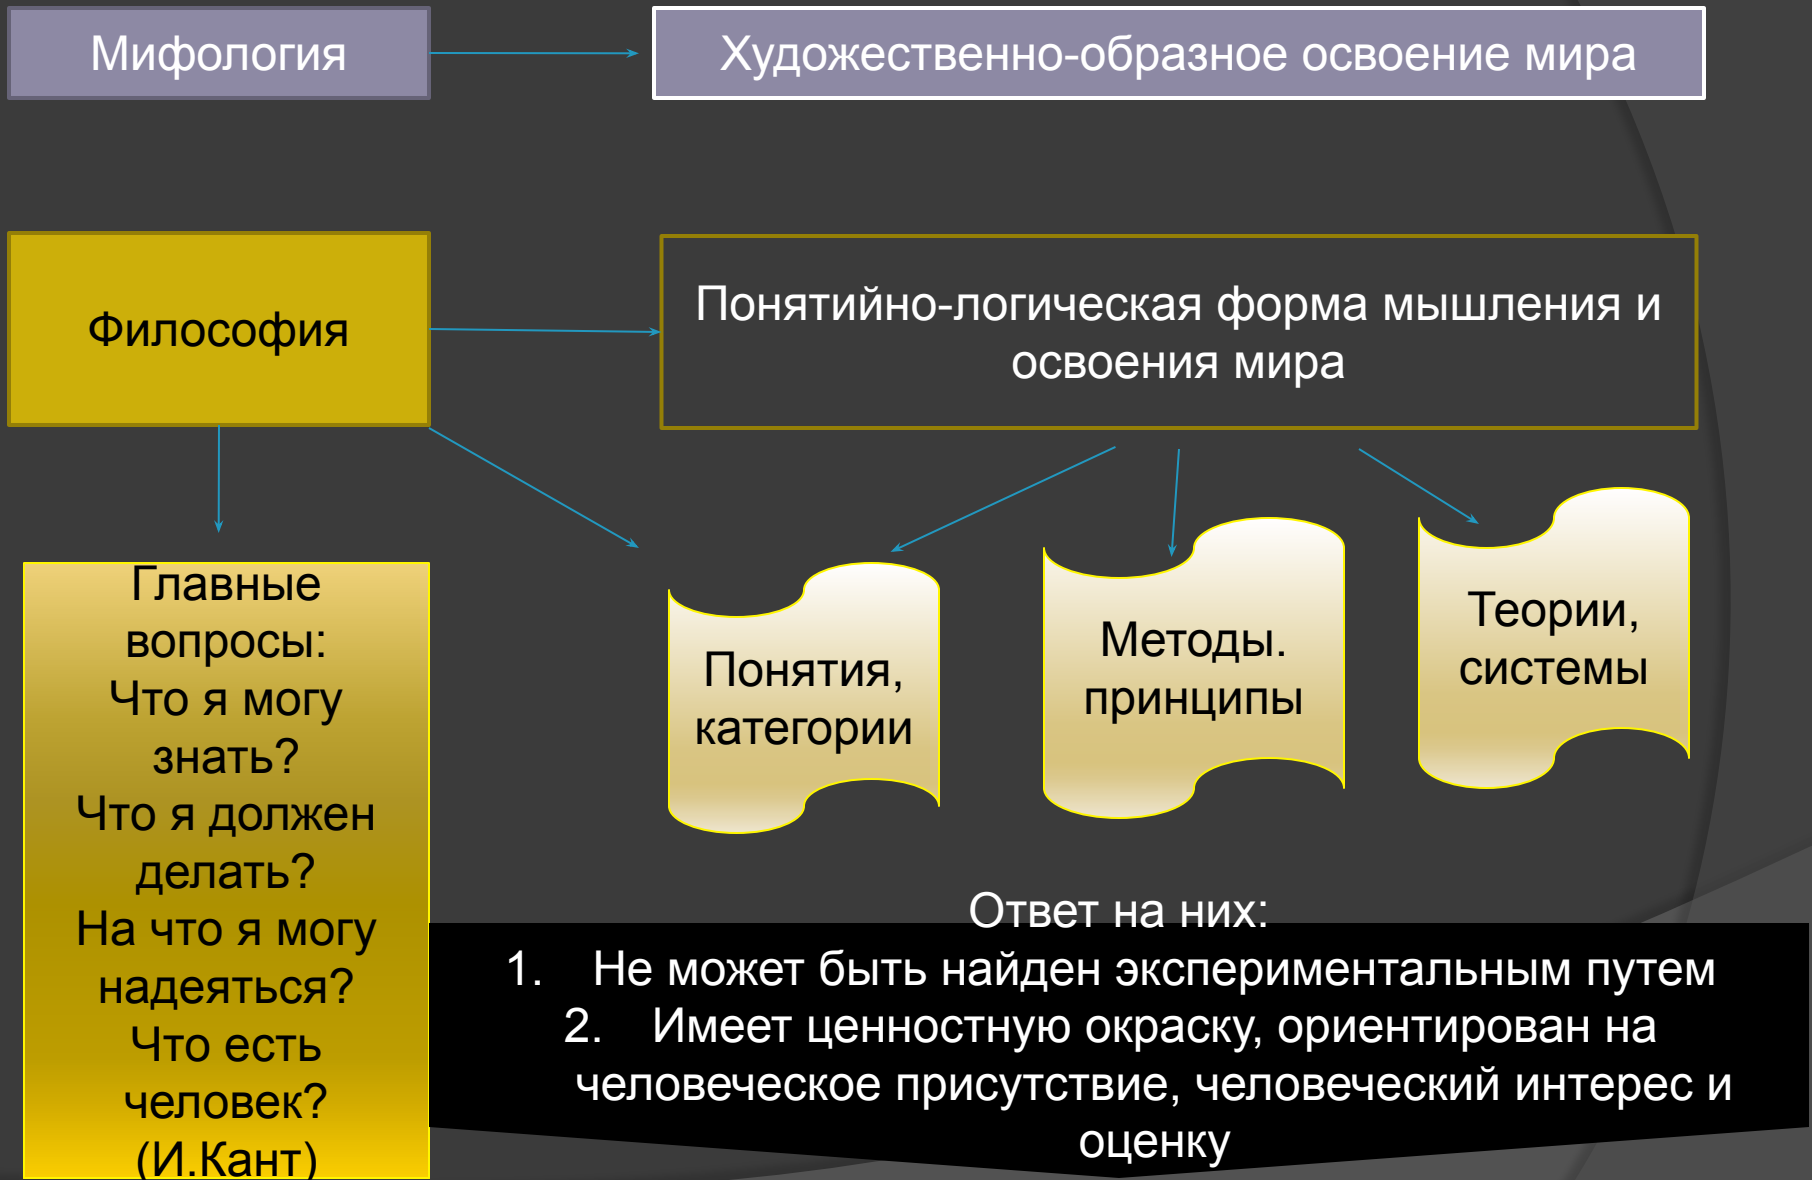 Мифология
Художественно-образное освоение мира
Философия
Понятийно-логическая форма мышления и
освоения мира
Главные
вопросы:
Что я могу
знать?
Что я должен
делать?
На что я могу
надеяться?
Что есть
человек?
(И.Кант)
Понятия,
категории
Методы.
принципы
Теории,
системы
Ответ на них:
1. Не может быть найден экспериментальным путем
2. Имеет ценностную окраску, ориентирован на
человеческое присутствие, человеческий интерес и
оценку